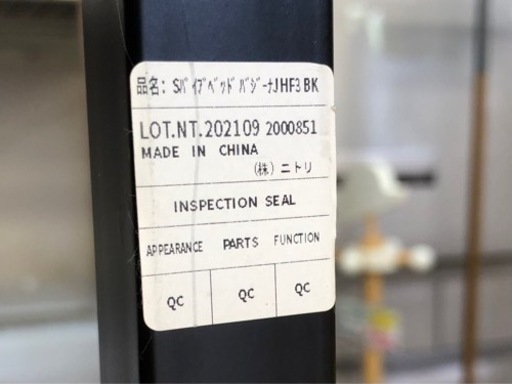 品名: Sﾊﾟｲﾌﾟﾍﾞｯﾄﾞ ﾊﾞｼﾞｰﾅJHF3 BK
LOT.NT.202109 2000851
MADE IN CHINA
(株) ニトリ
INSPECTION SEAL
APPEARANCE PARTS FUNCTION
QC QC QC